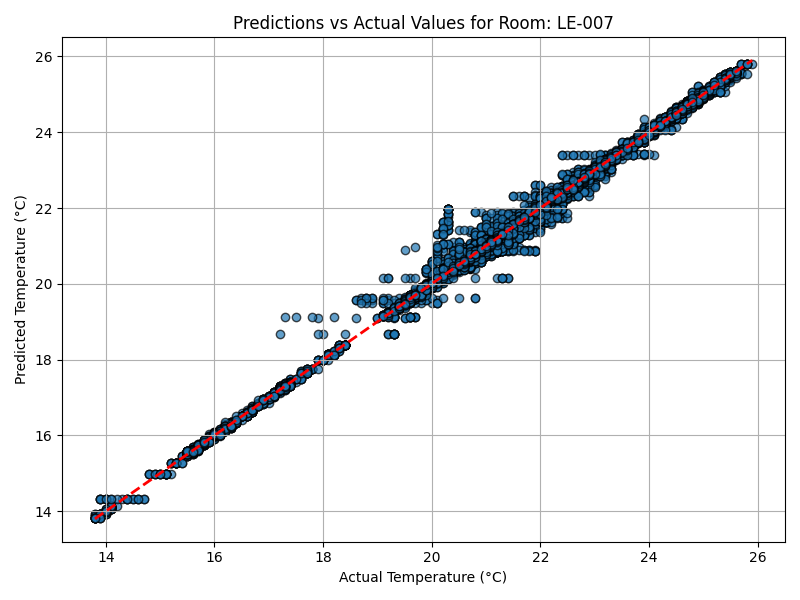 Predictions vs Actual Values for Room: LE-007
Predicted Temperature (°C)
26
24
22
20
18
16
14
14 16 18 20 22 24 26
Actual Temperature (°C)